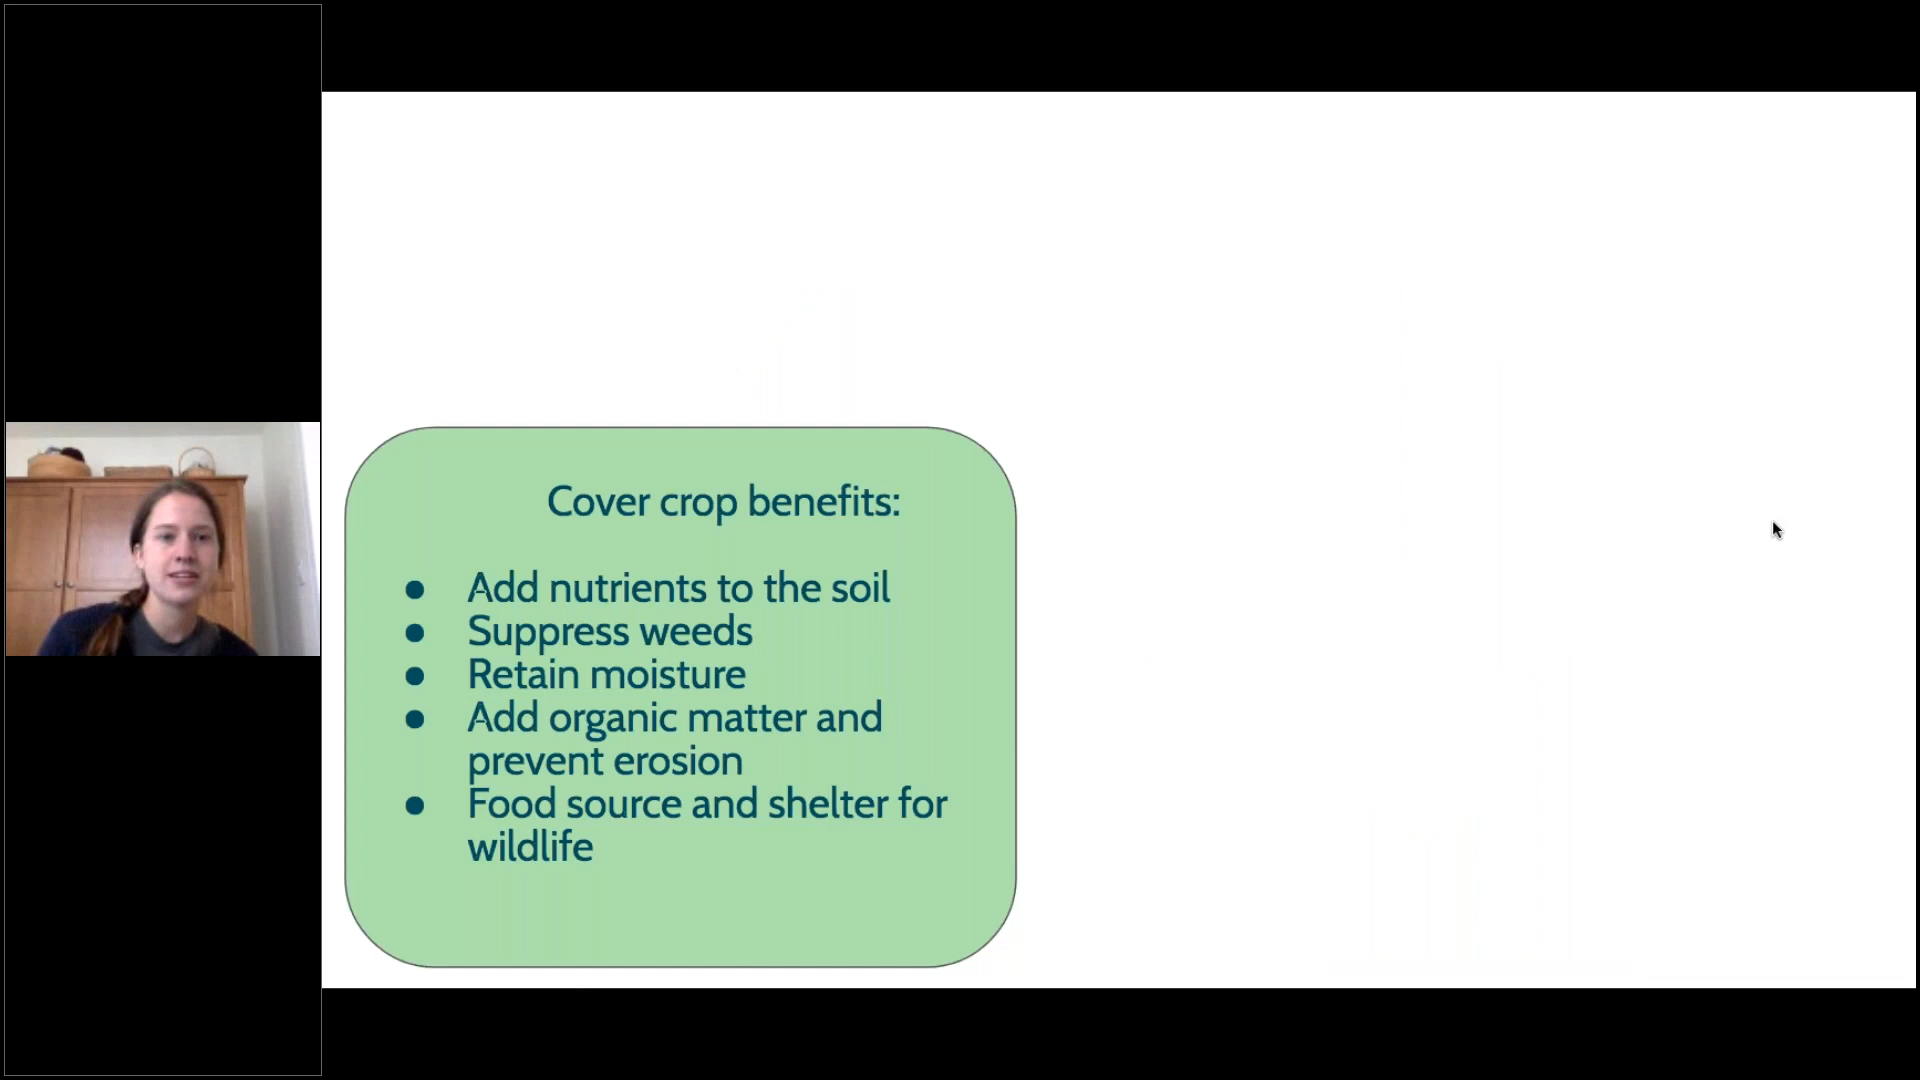 Cover crop benefits:
● Add nutrients to the soil
● Suppress weeds
● Retain moisture
● Add organic matter and
prevent erosion
● Food source and shelter for
wildlife